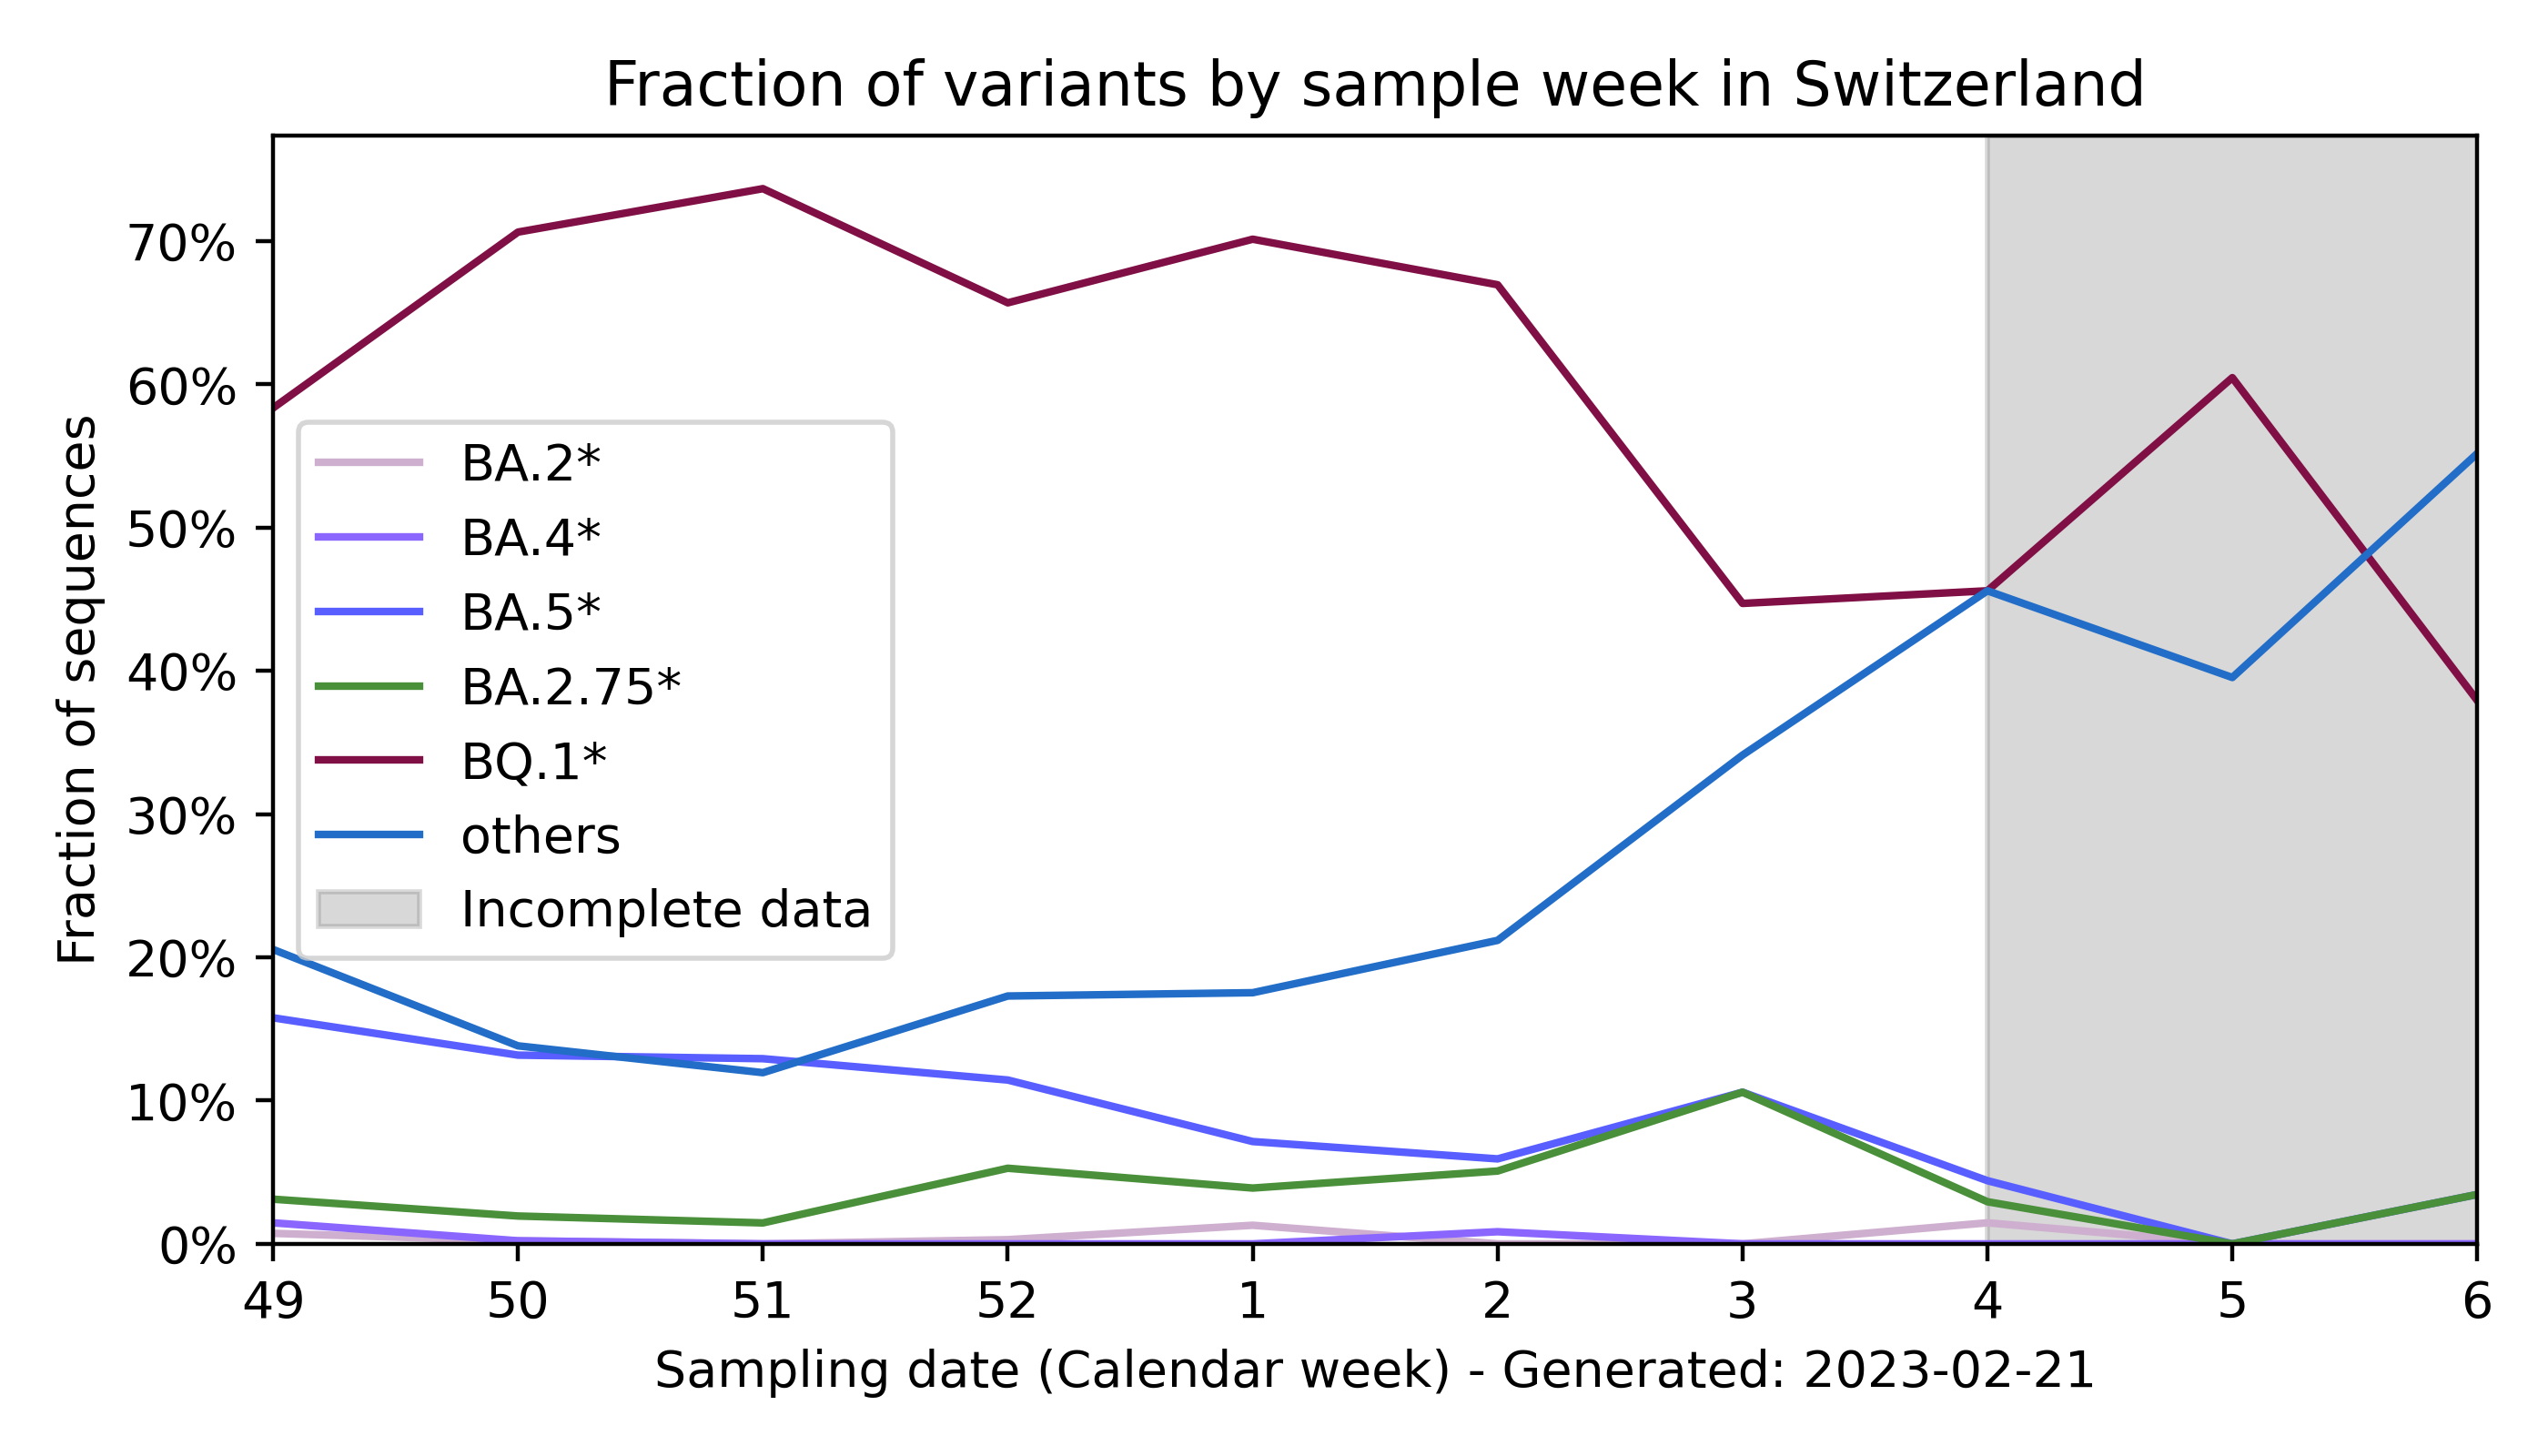 Fraction of variants by sample week in Switzerland
Fraction of sequences
70%
60%
50%
40%
30%
20%
10%
0%
BA.2*
BA.4*
BA.5*
BA.2.75*
BQ.1*
others
Incomplete data
49 50 51 52 1 2 3 4 5 6
Sampling date (Calendar week) - Generated: 2023-02-21